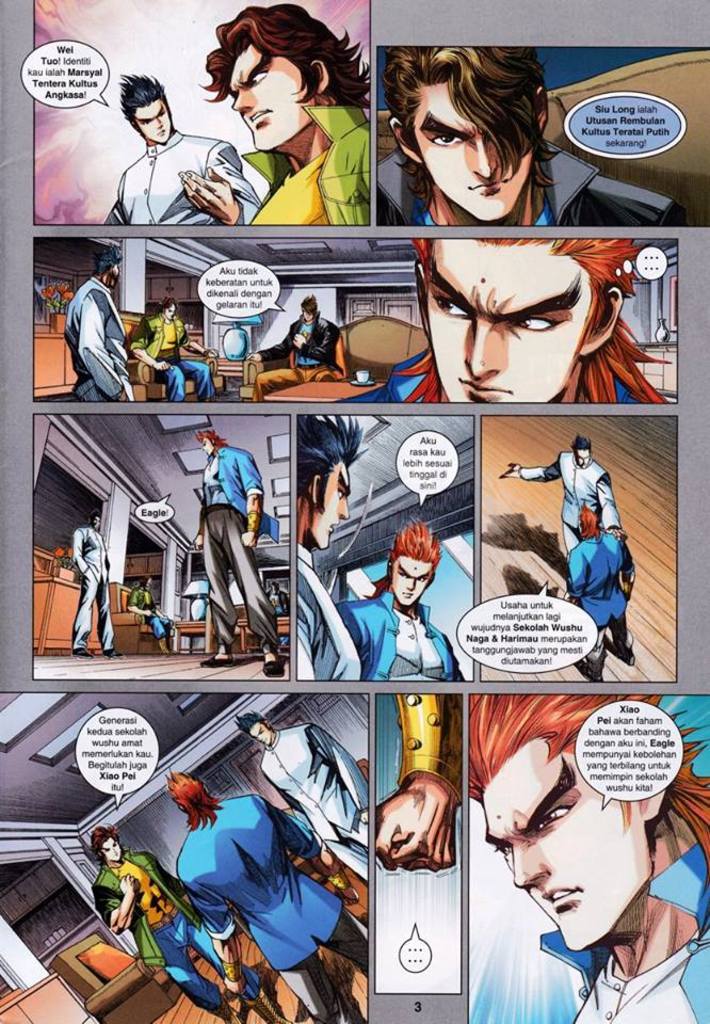 Wei
Tuo! Identiti
kau ialah Marsyal
Tentera Kultus
Angkasa!
Siu Long ialah
Utusan Rembulan
Kultus Teratai Putih
sekarang!
Aku tidak
keberatan untuk
dikenali dengan
gelaran itu!
... ...
Eagle!
Aku
rasa kau
lebih sesuai
tinggal di
sini!
Usaha untuk
melanjutkan lagi
wujudnya Sekolah Wushu
Naga & Harimau merupakan
tanggungjawab yang mesti
diutamakan!
Generasi
kedua sekolah
wushu amat
memerlukan kau.
Begitulah juga
Xiao Pei
itu!
... ...
Xiao
Pei akan faham
bahawa berbanding
dengan aku ini, Eagle
mempunyai kebolehan
yang terbilang untuk
memimpin sekolah
wushu kita!
3